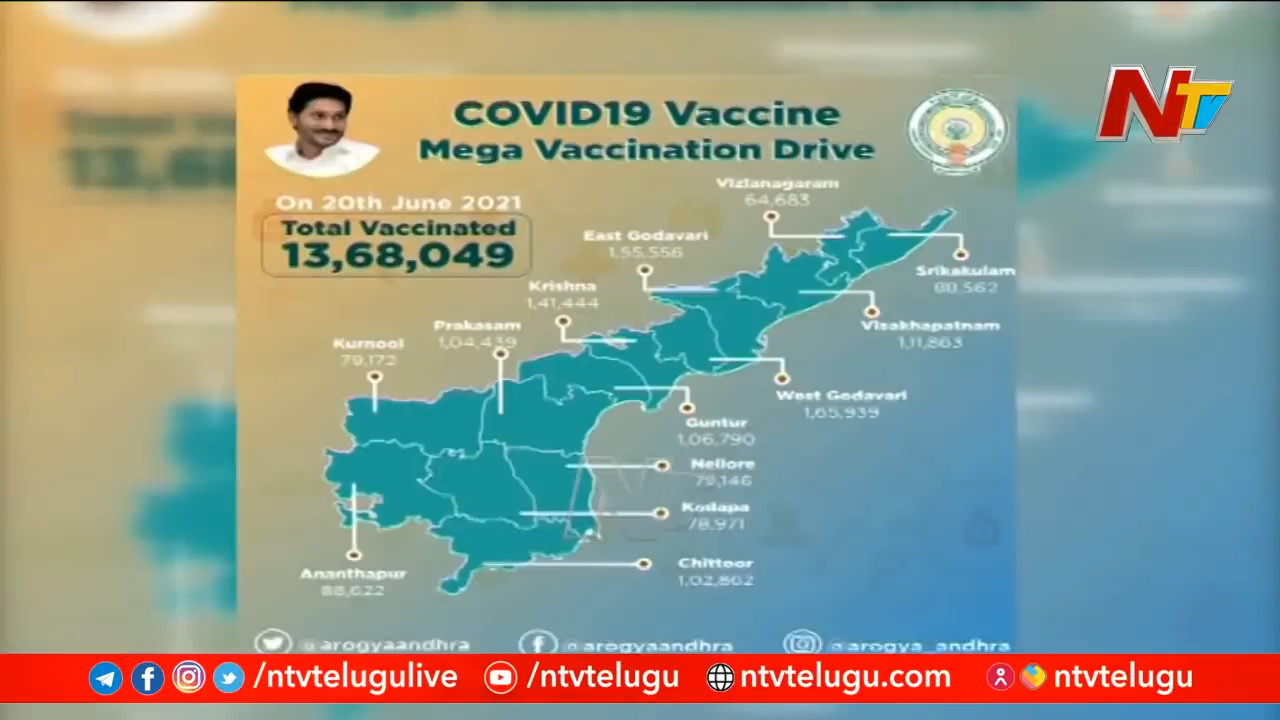 NTV
COVID19 Vaccine
Mega Vaccination Drive
On 20th June 2021
Total Vaccinated
13,68,049
Vizianagaram
64,683
East Godavari
1,55,556
Srikakulam
88,562
Krishna
1,41,444
Visakhapatnam
1,11,863
Prakasam
1,04,439
Kurnool
79,172
West Godavari
1,65,939
Guntur
1,06,790
Nellore
79,146
Kadapa
78,971
Chittoor
1,02,862
Ananthapur
88,622
@arogyaandhra
@arogyaandhra
@arogya_andhra
/ntvtelugulive
/ntvtelugu
ntvtelugu.com
ntvtelugu